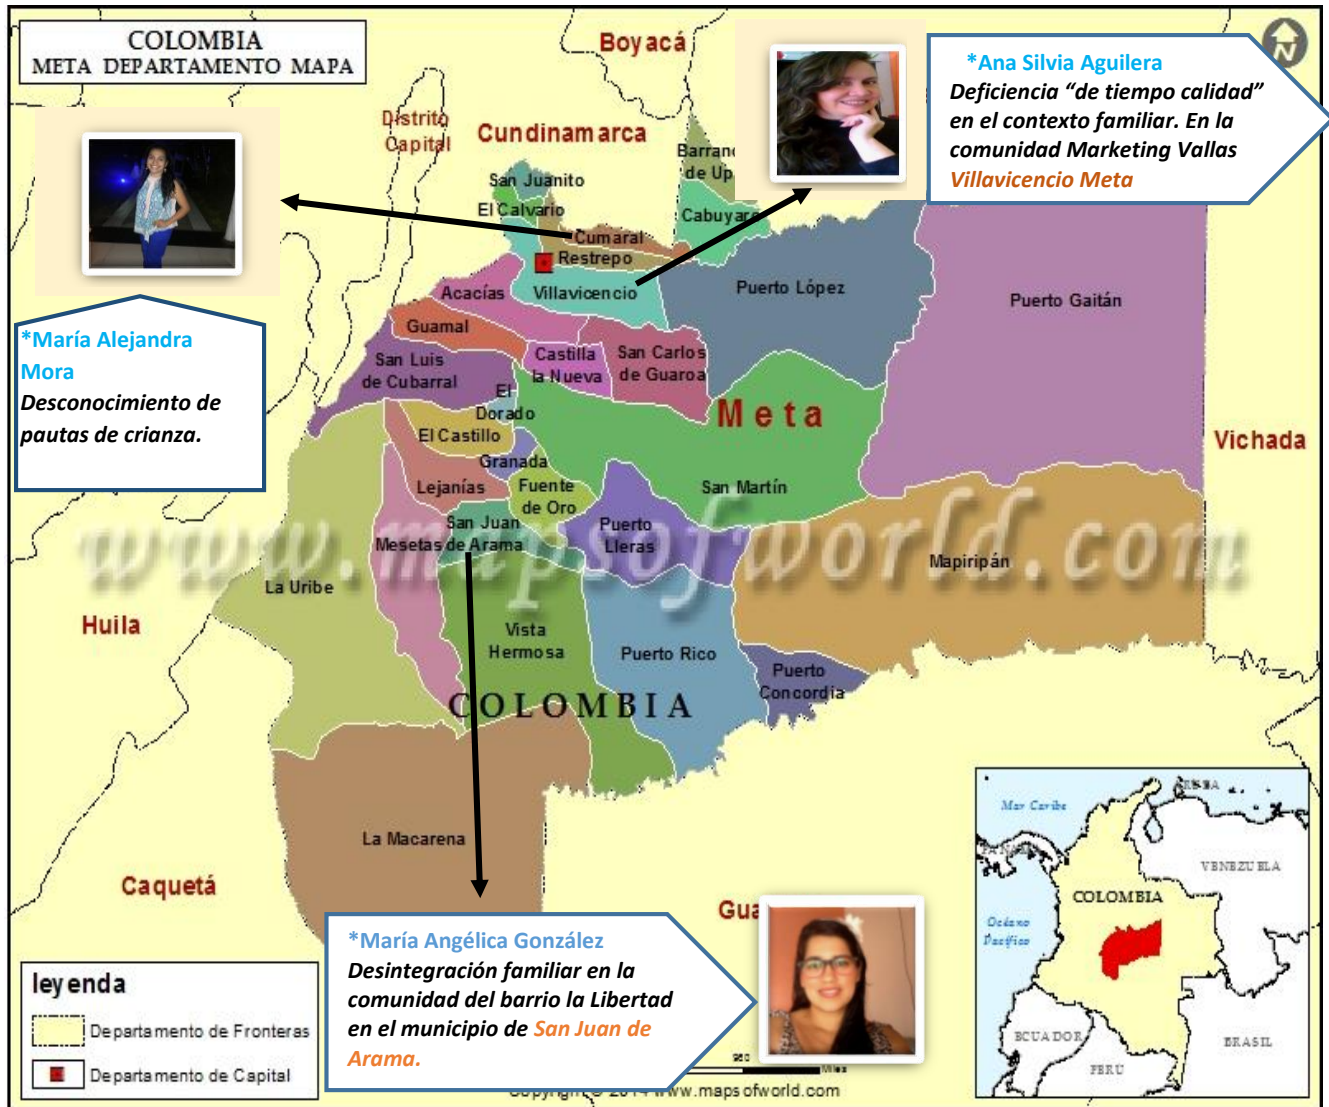 COLOMBIA
META DEPARTAMENTO MAPA
Boyacá
*Ana Silvia Aguilera
Deficiencia “de tiempo calidad”
en el contexto familiar. En la
comunidad Marketing Vallas
Villavicencio Meta
N
Distrito
Capital
Cundinamarca
San Juanito
El Calvario
Cumaral
Restrepo
Cabuyaro
Villavicencio
Acacías
Guamal
Puerto López
Puerto Gaitán
*María Alejandra
Mora
Desconocimiento de
pautas de crianza.
San Luis
de Cubarral
Castilla
la Nueva
San Carlos
de Guaroa
El
Dorado
El Castillo
Meta
Vichada
Granada
Lejanías
Fuente
de Oro
San Martín
San Juan
de Arama
Mesetas
Puerto
Lleras
www.mapsofworld.com
Mapiripán
La Uribe
Huila
Vista
Hermosa
Puerto Rico
Puerto
Concordia
COLOMBIA
La Macarena
Caquetá
*María Angélica González
Desintegración familiar en la
comunidad del barrio la Libertad
en el municipio de San Juan de
Arama.
leyenda
Departamento de Fronteras
Departamento de Capital
Miles
www.mapsofworld.com
Mar Caribe
VENEZUELA
COLOMBIA
Océano
Pacífico
ECUADOR
PERU
BRASIL